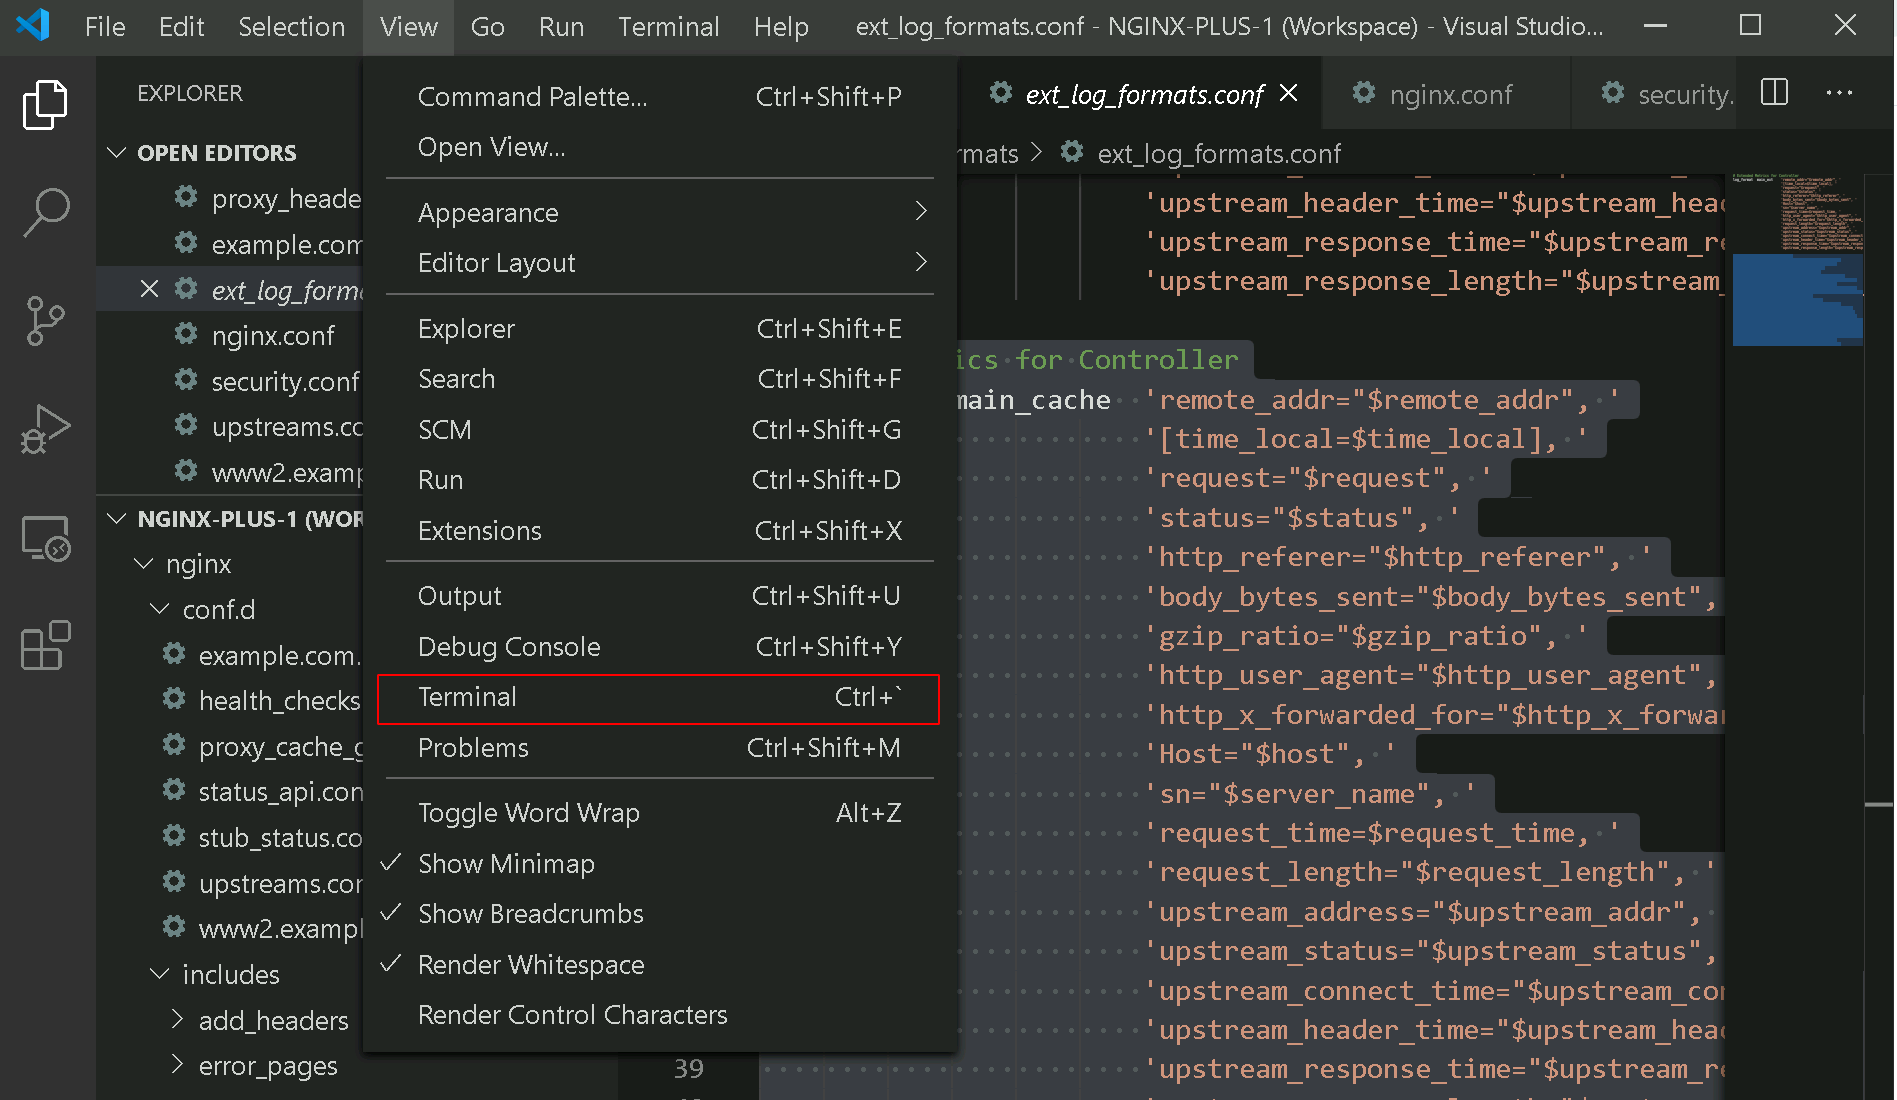 File Edit Selection View Go Run Terminal Help ext_log_formats.conf - NGINX-PLUS-1 (Workspace) - Visual Studio...
EXPLORER
OPEN EDITORS
proxy_heade
example.com
ext_log_forma
nginx.conf
security.conf
upstreams.co
www2.examp
NGINX-PLUS-1 (WOR
nginx
conf.d
example.com.
health_checks
proxy_cache_g
status_api.con
stub_status.co
upstreams.con
www2.exampl
includes
add_headers
error_pages
Command Palette... Ctrl+Shift+P
Open View...
Appearance
Editor Layout
Explorer Ctrl+Shift+E
Search Ctrl+Shift+F
SCM Ctrl+Shift+G
Run Ctrl+Shift+D
Extensions Ctrl+Shift+X
Output Ctrl+Shift+U
Debug Console Ctrl+Shift+Y
Terminal Ctrl+`
Problems Ctrl+Shift+M
Toggle Word Wrap Alt+Z
Show Minimap
Show Breadcrumbs
Render Whitespace
Render Control Characters
ext_log_formats.conf nginx.conf security.
rmats > ext_log_formats.conf
'upstream_header_time="$upstream_head
'upstream_response_time="$upstream_re
'upstream_response_length="$upstream_
ics for Controller
main_cache 'remote_addr="$remote_addr", '
'[time_local=$time_local], '
'request="$request", '
'status="$status", '
'http_referer="$http_referer", '
'body_bytes_sent="$body_bytes_sent",
'gzip_ratio="$gzip_ratio", '
'http_user_agent="$http_user_agent",
'http_x_forwarded_for="$http_x_forwar
'Host="$host", '
'sn="$server_name", '
'request_time=$request_time, '
'request_length="$request_length", '
'upstream_address="$upstream_addr",
'upstream_status="$upstream_status",
'upstream_connect_time="$upstream_con
'upstream_header_time="$upstream_head
39 'upstream_response_time="$upstream_re